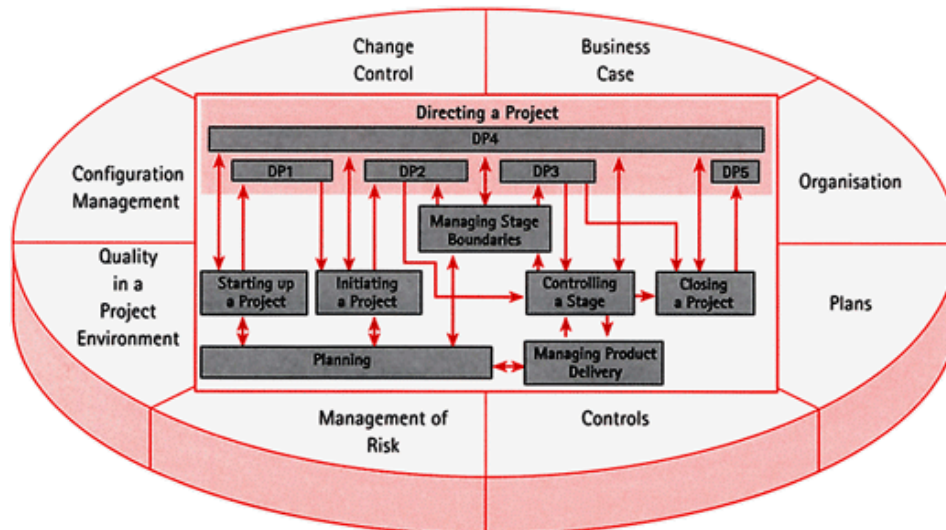 Change
Control
Business
Case
Configuration
Management
Organisation
Quality
in a
Project
Environment
Plans
Management of
Risk
Controls
Directing a Project
DP4
DP1
DP2
DP3
DP5
Managing Stage
Boundaries
Starting up
a Project
Initiating
a Project
Controlling
a Stage
Closing
a Project
Planning
Managing Product
Delivery